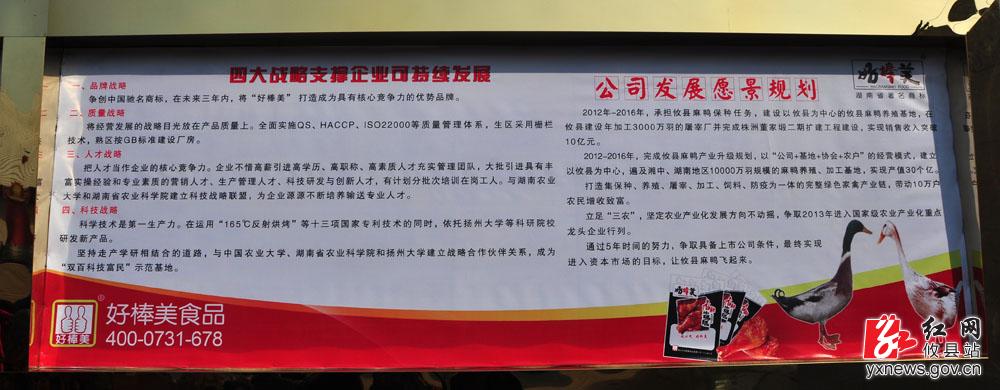 四大战略支撑企业可持续发展
一、品牌战略
争创中国驰名商标，在未来三年内，将“好棒美” 打造成为具有核心竞争力的优势品牌。
二、质量战略
将经营发展的战略目光放在产品质量上。全面实施QS、HACCP、ISO22000等质量管理体系，生区采用栅栏
技术，熟区按GB标准建设厂房。
三、人才战略
把人才当作企业的核心竞争力。企业不惜高薪引进高学历、高职称、高素质人才充实管理团队，大批引进具有丰
富实操经验和专业素质的营销人才、生产管理人才、科技研发与创新人才，有计划分批次培训在岗工人。与湖南农业
大学和湖南省农业科学院建立科技战略联盟，为企业源源不断培养输送专业人才。
四、科技战略
科学技术是第一生产力。在运用“165℃反射烘烤”等十三项国家专利技术的同时，依托扬州大学等科研院校
研发新产品。
坚持走产学研相结合的道路，与中国农业大学、湖南省农业科学院和扬州大学建立战略合作伙伴关系，成为
“双百科技富民”示范基地。
公司发展愿景规划
2012-2016年，承担攸县麻鸭保种任务，建设以攸县为中心的攸县麻鸭养殖基地，在
攸县建设年加工3000万羽的屠宰厂并完成株洲董家塅二期扩建工程建设，实现销售收入突破
10亿元。
2012-2016年，完成攸县麻鸭产业升级规划，以“公司+基地+协会+农户”的经营模式，建立
以攸县为中心，遍及湘中、湖南地区10000万羽规模的麻鸭养殖、加工基地，实现产值30个亿。
打造集保种、养殖、屠宰、加工、饲料、防疫为一体的完整绿色家禽产业链，带动10万户
农民增收致富。
立足“三农”，坚定农业产业化发展方向不动摇，争取2013年进入国家级农业产业化重点
龙头企业行列。
通过5年时间的努力，争取具备上市公司条件，最终实现
进入资本市场的目标，让攸县麻鸭飞起来。
好棒美
湖南省著名商标
好棒美
好棒美食品
400-0731-678
好棒美
红网
攸县站
yxnews.gov.cn